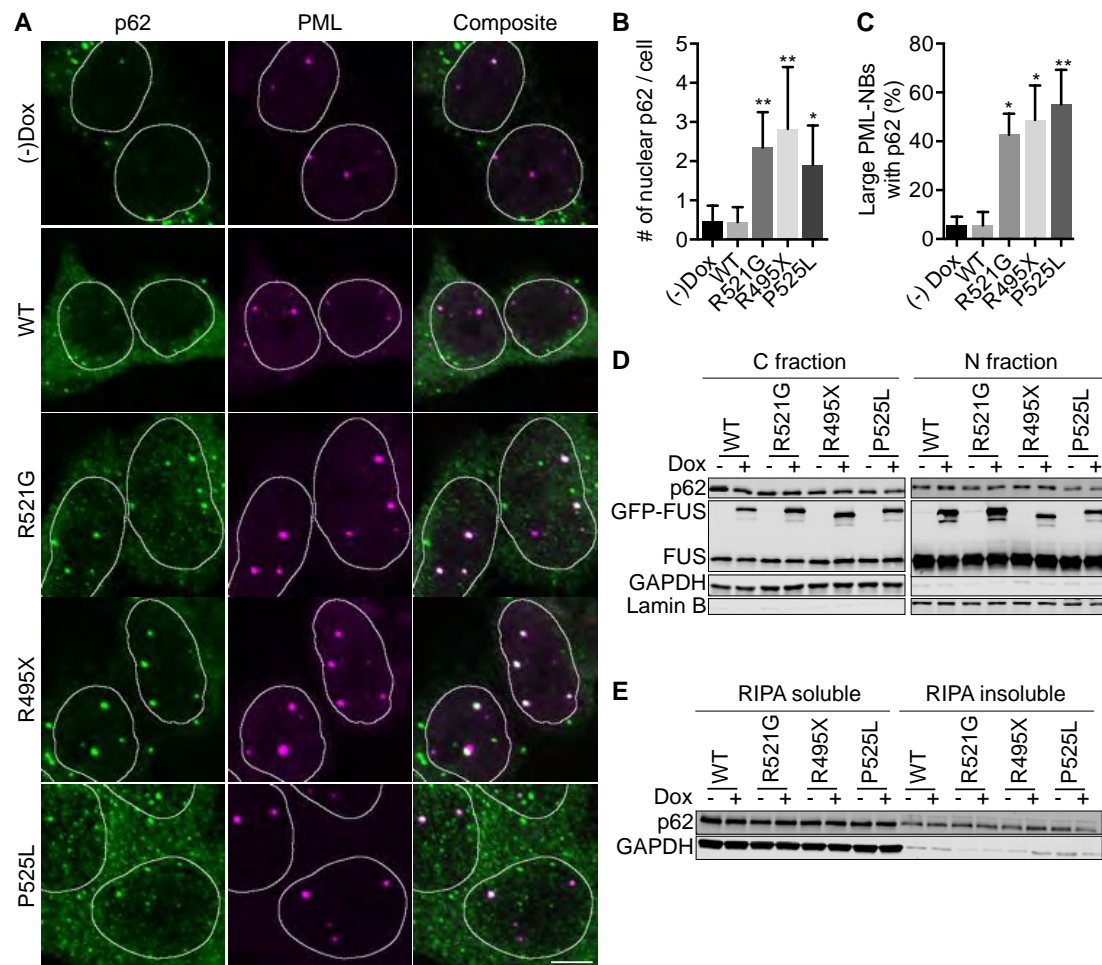 A
p62
PML
Composite
(-)Dox
WT
R521G
R495X
P525L
B
# of nuclear p62 / cell
5
4
3
2
1
0
**
**
*
(-)Dox
WT
R521G
R495X
P525L
C
Large PML-NBs
with p62 (%)
80
60
40
20
0
*
*
**
(-) Dox
WT
R521G
R495X
P525L
D
C fraction
N fraction
WT R521G R495X P525L WT R521G R495X P525L
Dox - + - + - + - + - + - + - + - +
p62
GFP-FUS
FUS
GAPDH
Lamin B
E
RIPA soluble
RIPA insoluble
WT R521G R495X P525L WT R521G R495X P525L
Dox - + - + - + - + - + - + - + - +
p62
GAPDH